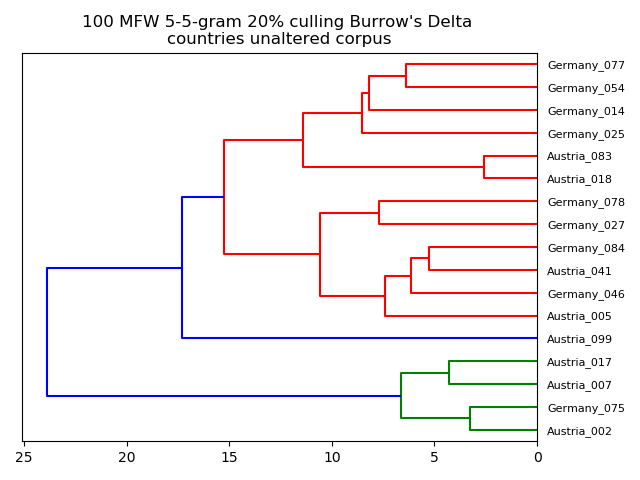 100 MFW 5-5-gram 20% culling Burrow's Delta
countries unaltered corpus
Germany_077
Germany_054
Germany_014
Germany_025
Austria_083
Austria_018
Germany_078
Germany_027
Germany_084
Austria_041
Germany_046
Austria_005
Austria_099
Austria_017
Austria_007
Germany_075
Austria_002
25 20 15 10 5 0